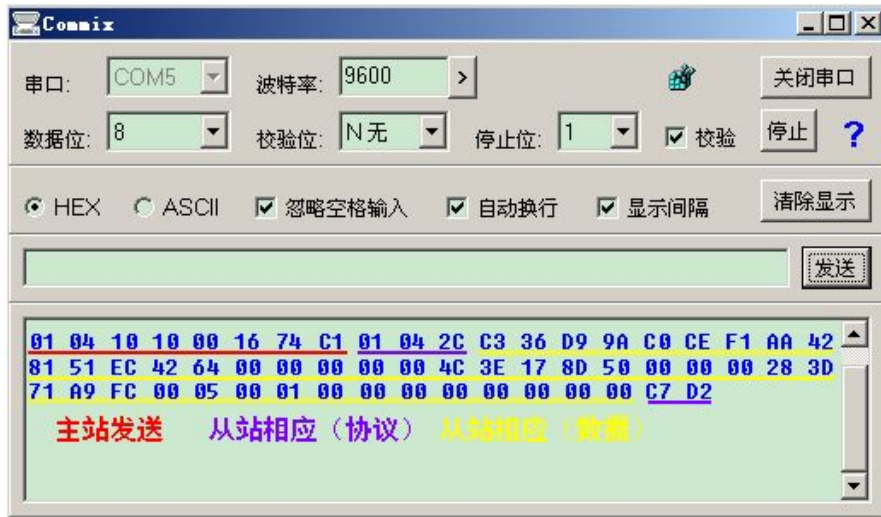 Commix
串口: COM5 波特率: 9600 > 关闭串口
数据位: 8 校验位: N 无 停止位: 1 校验 停止 ?
HEX ASCII 忽略空格输入 自动换行 显示间隔 清除显示
发送
01 04 10 10 00 16 74 C1 01 04 2C C3 36 D9 9A C0 CE F1 AA 42
81 51 EC 42 64 00 00 00 00 00 4C 3E 17 8D 50 00 00 00 28 3D
71 A9 FC 00 05 00 01 00 00 00 00 00 00 00 00 C7 D2
主站发送 从站相应（协议） 从站相应（数据）